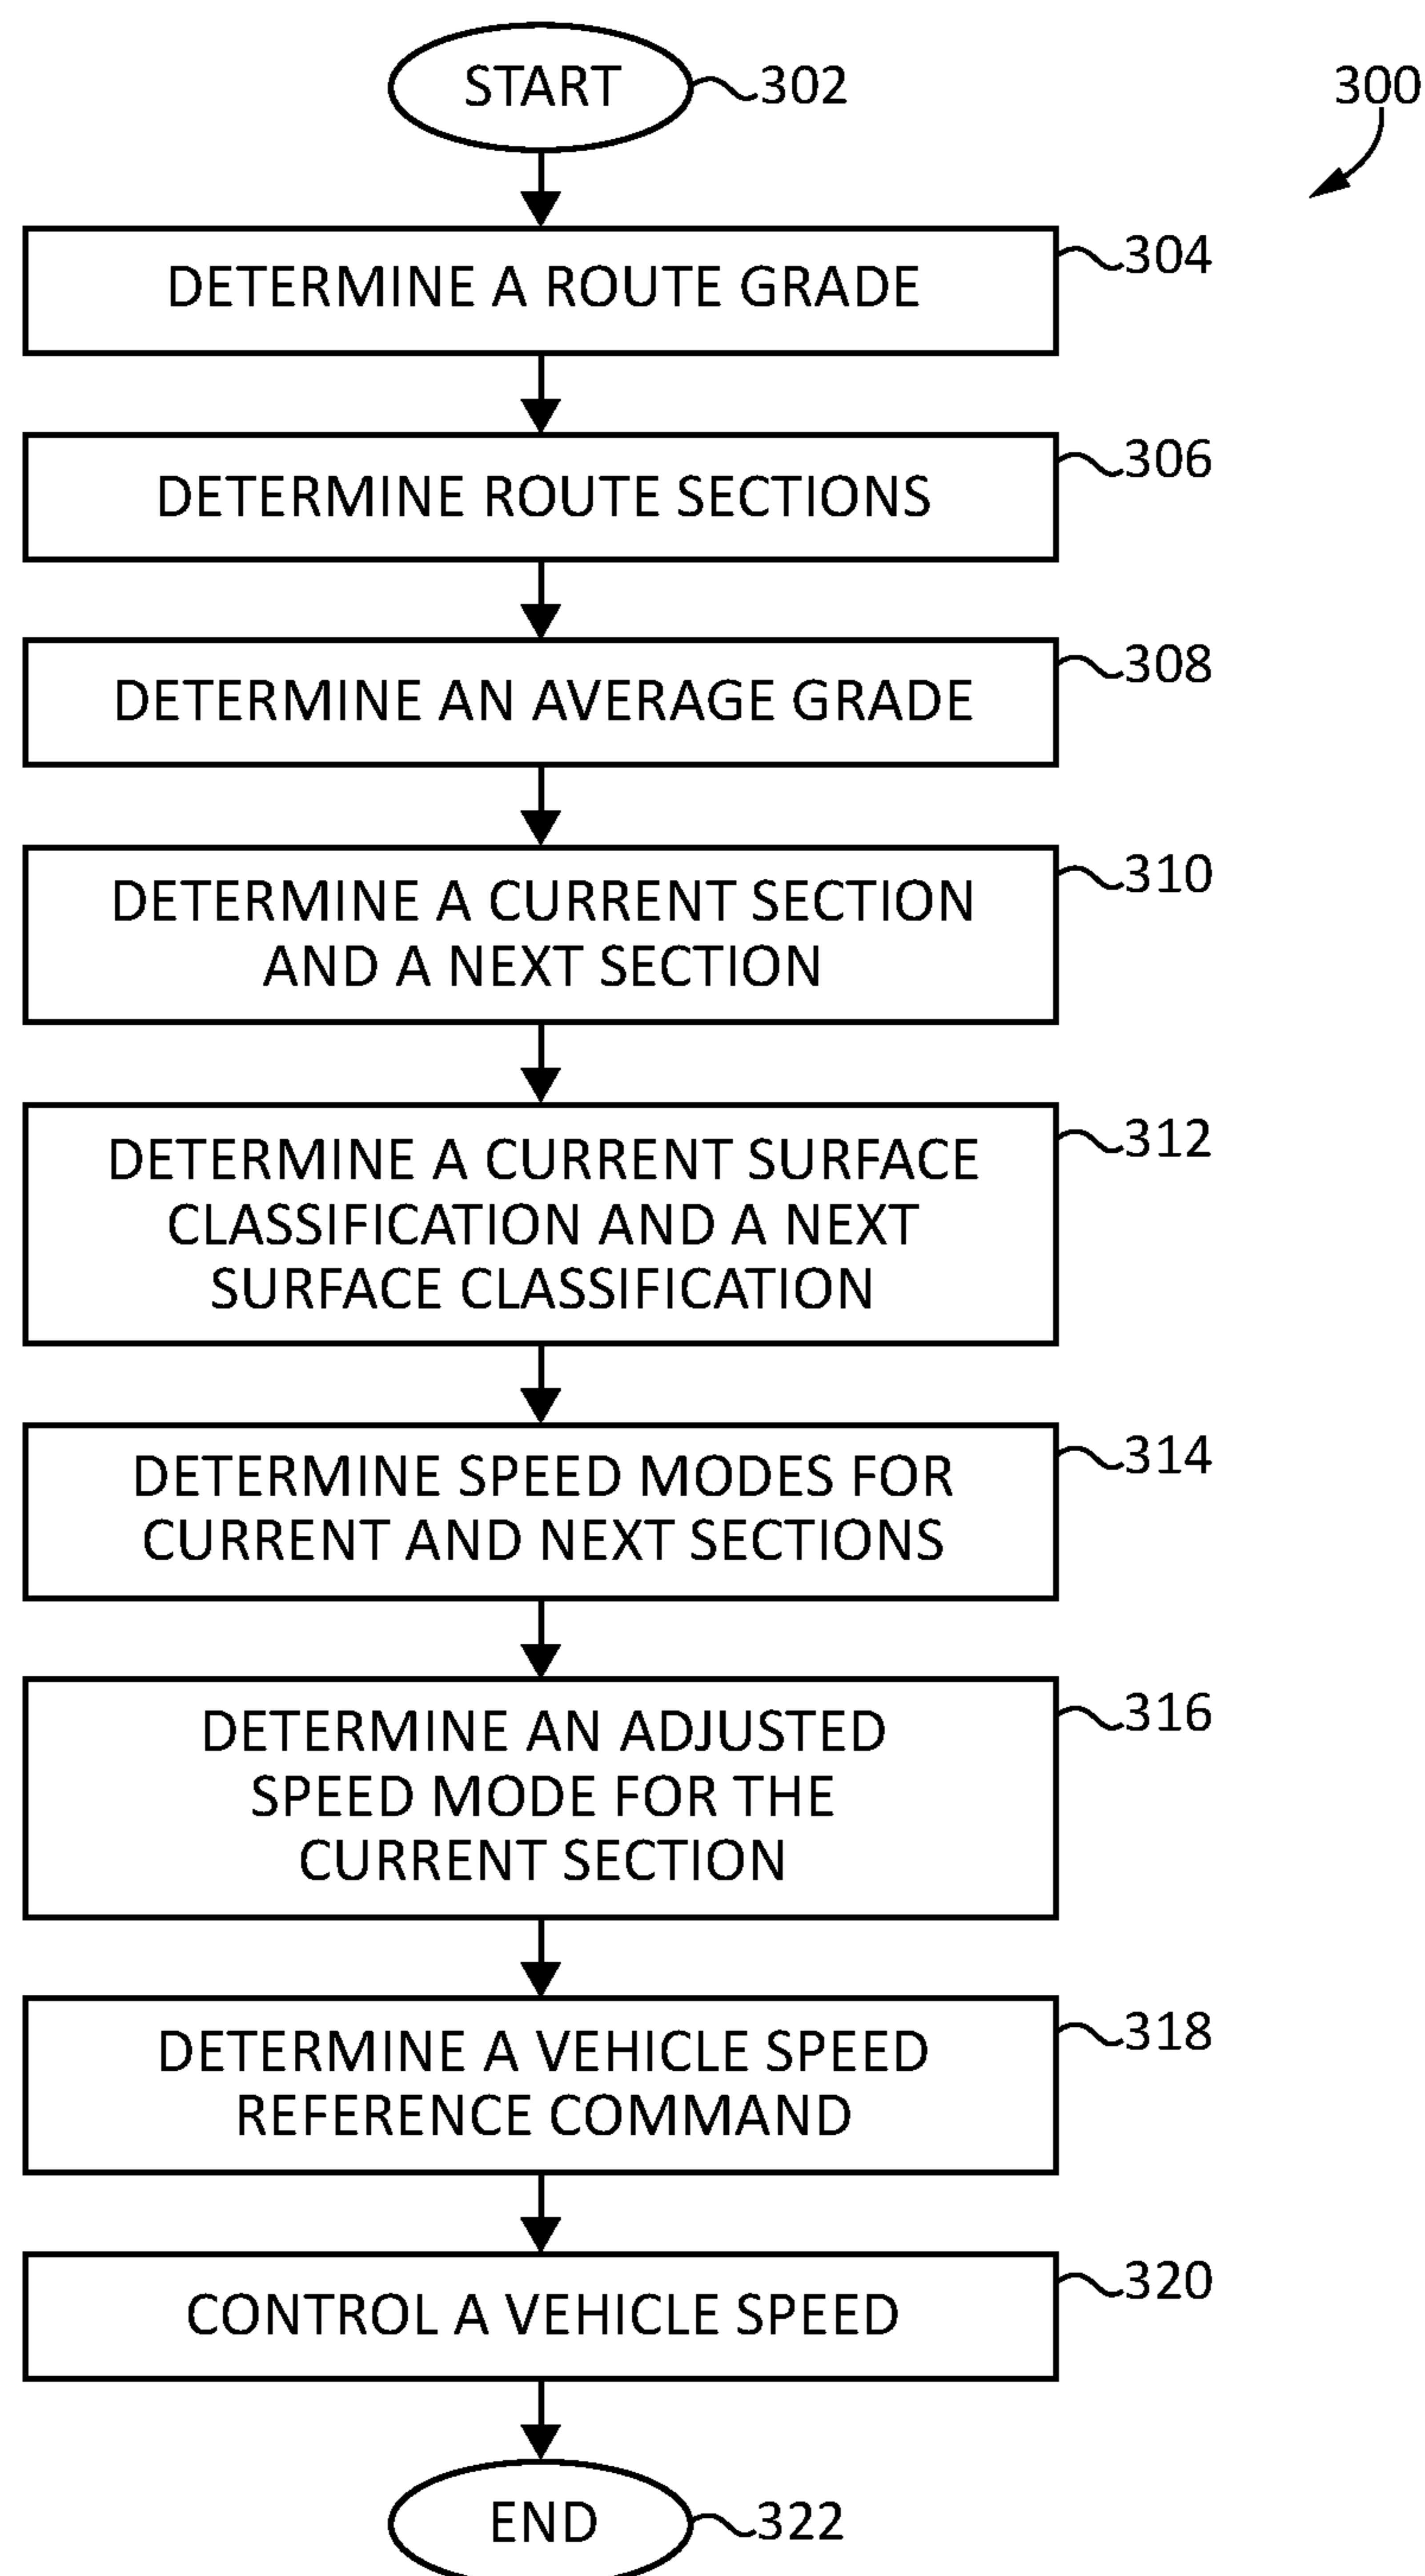 START
302
300
DETERMINE A ROUTE GRADE
304
DETERMINE ROUTE SECTIONS
306
DETERMINE AN AVERAGE GRADE
308
DETERMINE A CURRENT SECTION
AND A NEXT SECTION
310
DETERMINE A CURRENT SURFACE
CLASSIFICATION AND A NEXT
SURFACE CLASSIFICATION
312
DETERMINE SPEED MODES FOR
CURRENT AND NEXT SECTIONS
314
DETERMINE AN ADJUSTED
SPEED MODE FOR THE
CURRENT SECTION
316
DETERMINE A VEHICLE SPEED
REFERENCE COMMAND
318
CONTROL A VEHICLE SPEED
320
END
322